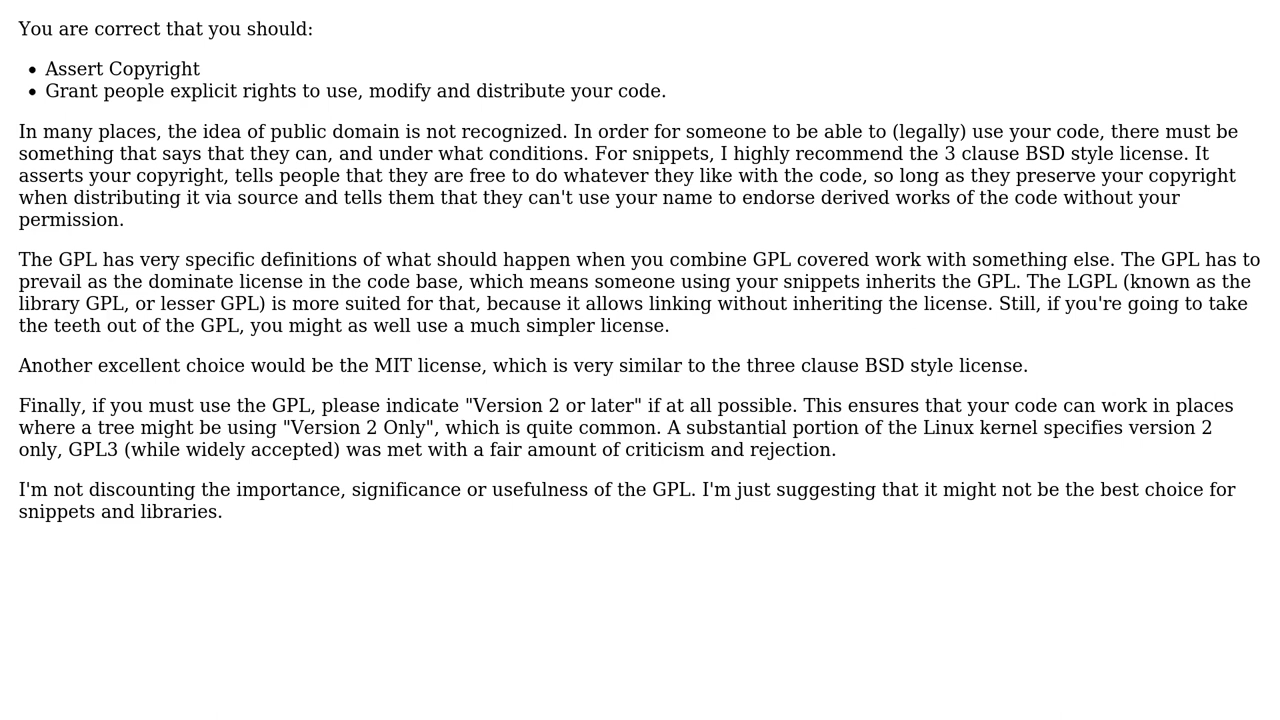 You are correct that you should:
• Assert Copyright
• Grant people explicit rights to use, modify and distribute your code.
In many places, the idea of public domain is not recognized. In order for someone to be able to (legally) use your code, there must be
something that says that they can, and under what conditions. For snippets, I highly recommend the 3 clause BSD style license. It
asserts your copyright, tells people that they are free to do whatever they like with the code, so long as they preserve your copyright
when distributing it via source and tells them that they can't use your name to endorse derived works of the code without your
permission.
The GPL has very specific definitions of what should happen when you combine GPL covered work with something else. The GPL has to
prevail as the dominate license in the code base, which means someone using your snippets inherits the GPL. The LGPL (known as the
library GPL, or lesser GPL) is more suited for that, because it allows linking without inheriting the license. Still, if you're going to take
the teeth out of the GPL, you might as well use a much simpler license.
Another excellent choice would be the MIT license, which is very similar to the three clause BSD style license.
Finally, if you must use the GPL, please indicate "Version 2 or later" if at all possible. This ensures that your code can work in places
where a tree might be using "Version 2 Only", which is quite common. A substantial portion of the Linux kernel specifies version 2
only, GPL3 (while widely accepted) was met with a fair amount of criticism and rejection.
I'm not discounting the importance, significance or usefulness of the GPL. I'm just suggesting that it might not be the best choice for
snippets and libraries.